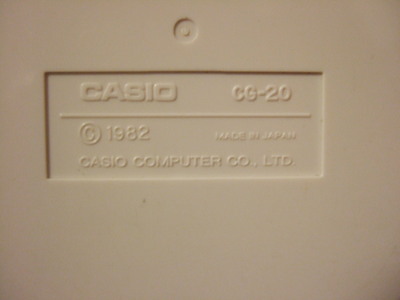 CASIO CG-20
© 1982 MADE IN JAPAN
CASIO COMPUTER CO., LTD.